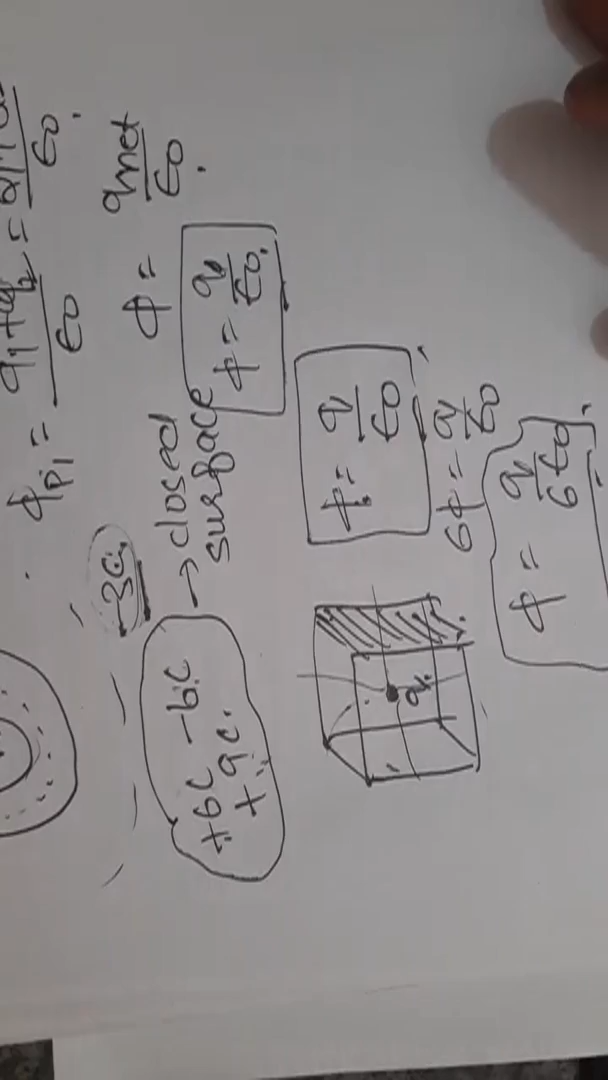 ϕp₁ = q₁+q₂/ϵ₀ =
-3C.
ϕ = qnet/ϵ₀.
+6C -6C
+9C.
→ closed
surface
ϕ = q/ϵ₀.
q.
ϕ = q/ϵ₀
6ϕ = q/ϵ₀
ϕ = q/6ϵ₀.